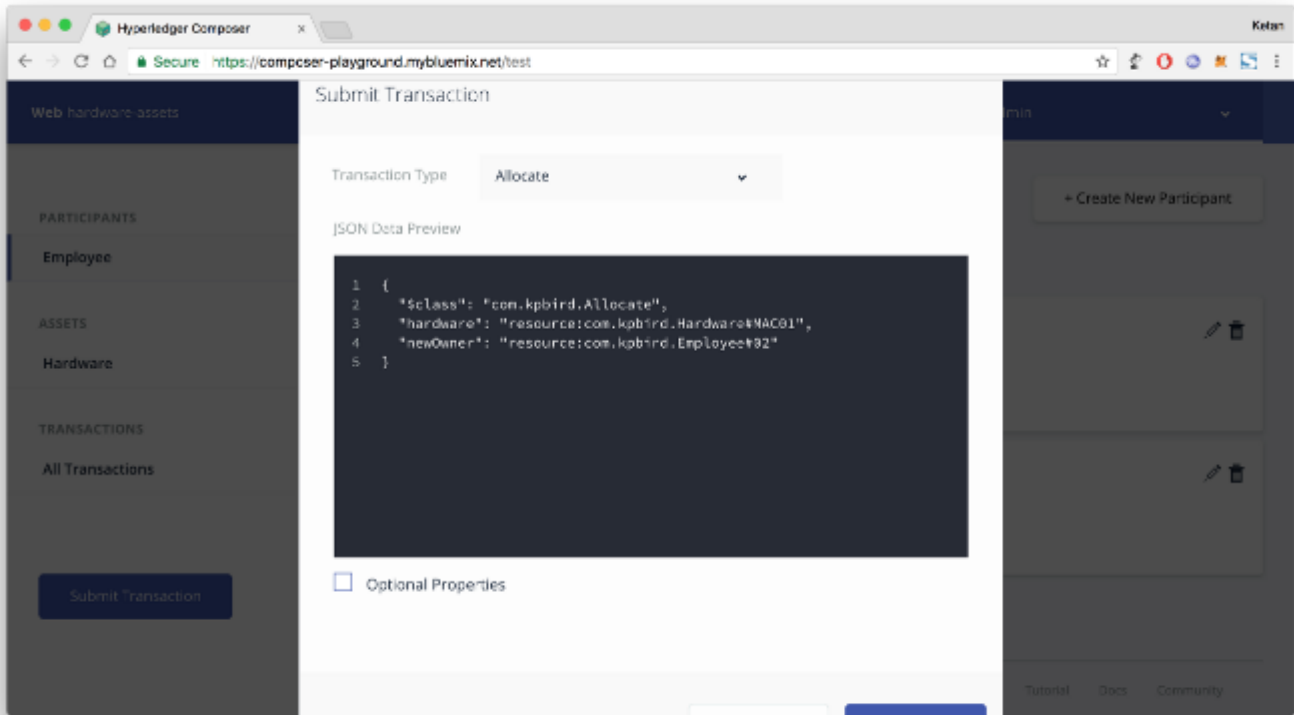 Hyperledger Composer
Ketan
Secure https://composer-playground.mybluemix.net/test
Web hardware-assets
Submit Transaction
dmin
Transaction Type
Allocate
+ Create New Participant
PARTICIPANTS
Employee
JSON Data Preview
1 {
2 "$class": "com.kpbird.Allocate",
3 "hardware": "resource:com.kpbird.Hardware#MAC01",
4 "newOwner": "resource:com.kpbird.Employee#02"
5 }
ASSETS
Hardware
TRANSACTIONS
All Transactions
Optional Properties
Submit Transaction
Tutorial Docs Community